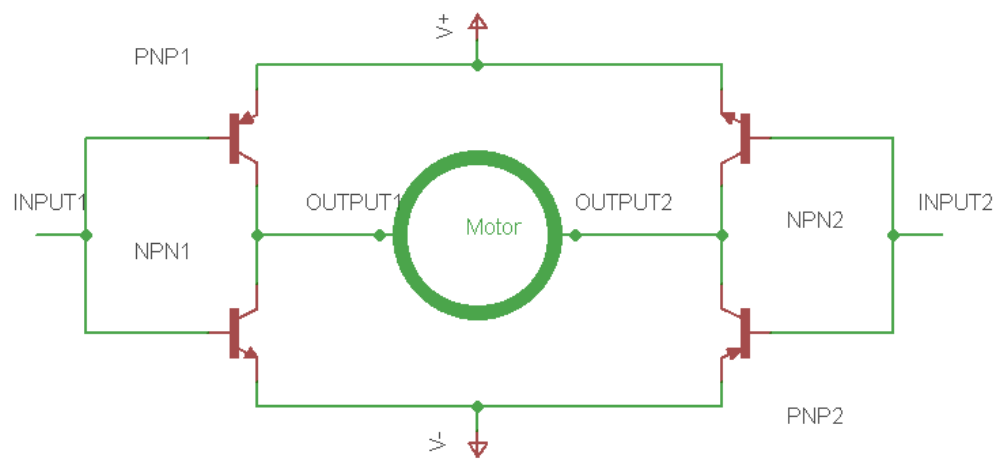 V+
PNP1
INPUT1
OUTPUT1
OUTPUT2
INPUT2
Motor
NPN2
NPN1
PNP2
V-